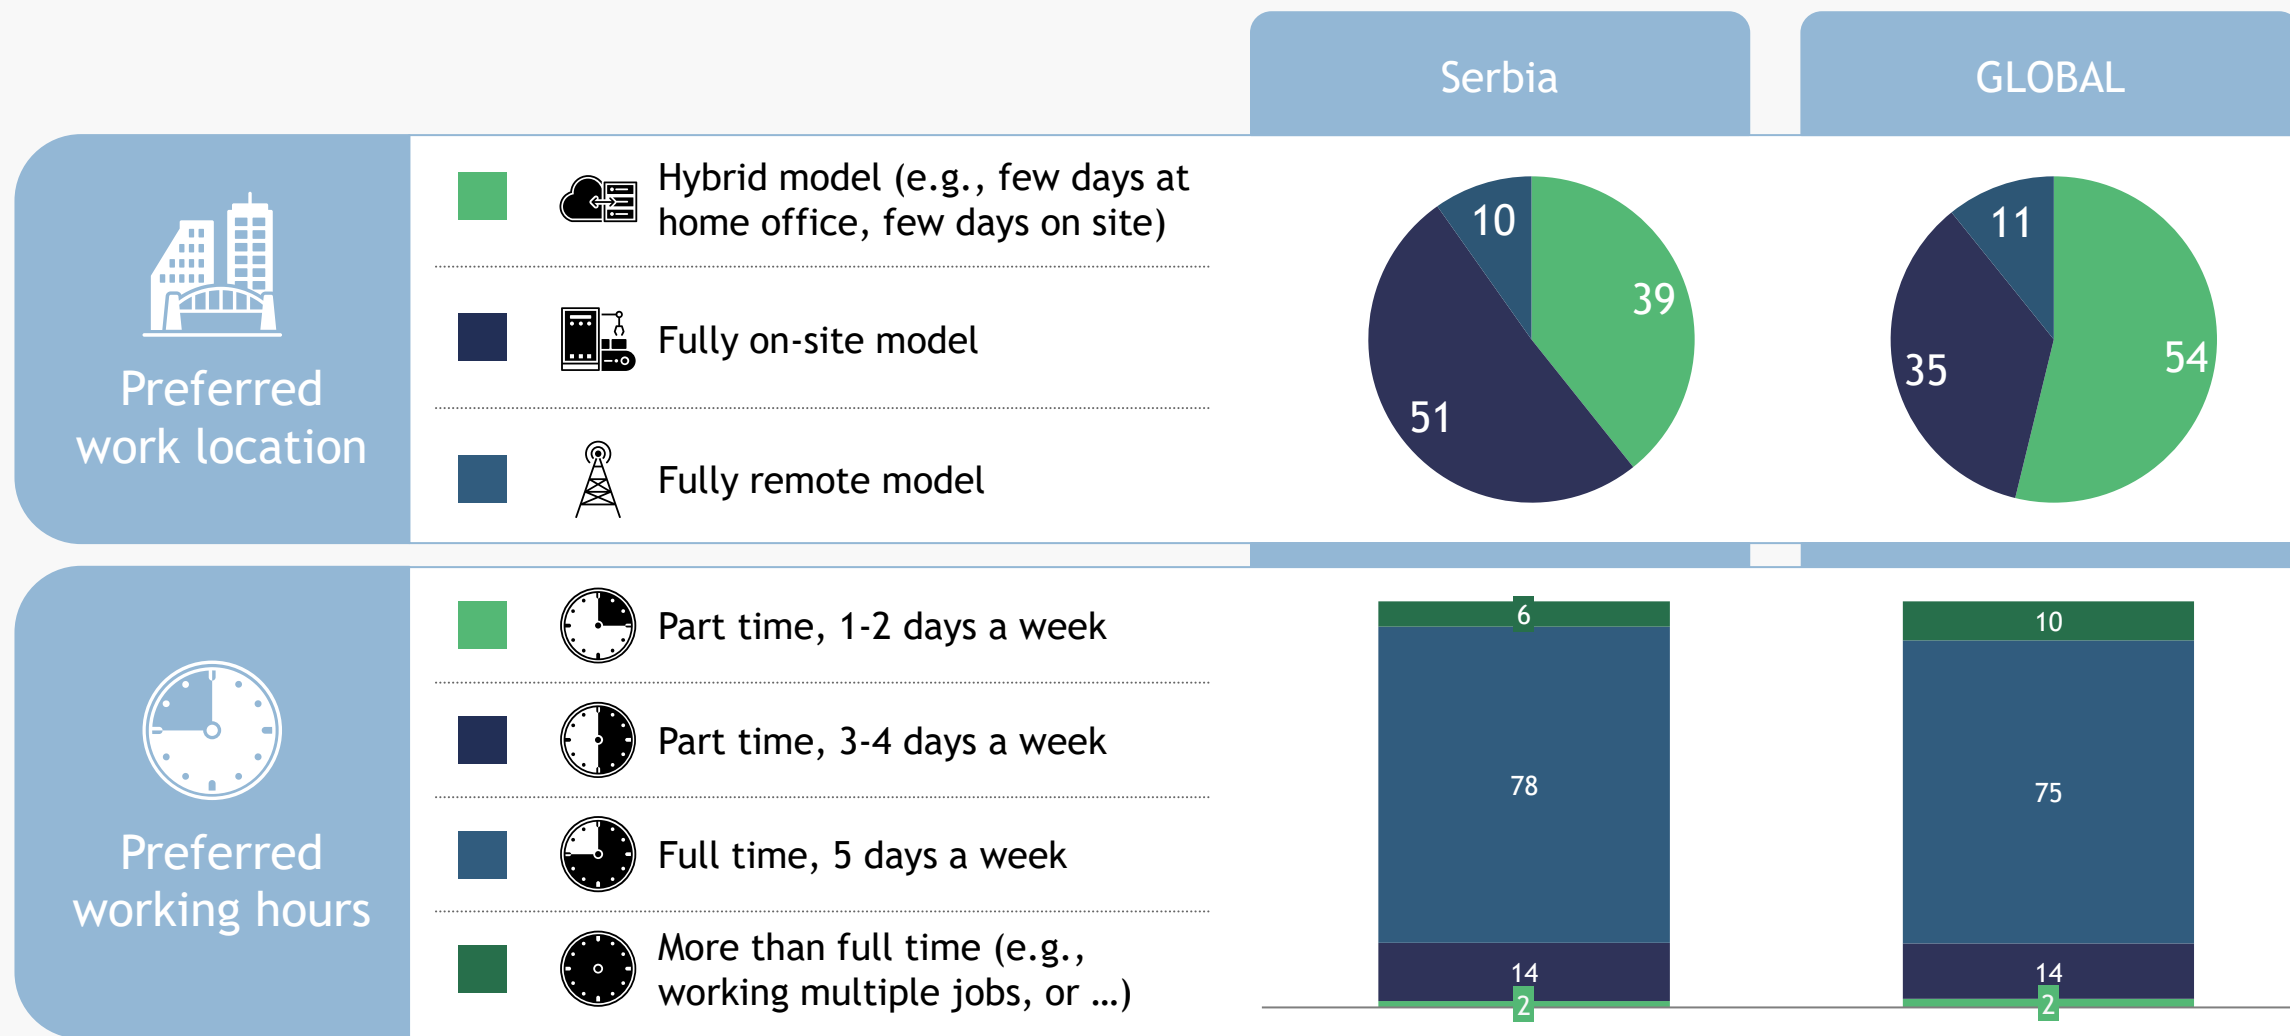 Serbia
GLOBAL
Preferred
work location
Hybrid model (e.g., few days at
home office, few days on site)
Fully on-site model
Fully remote model
10
39
51
11
54
35
Preferred
working hours
Part time, 1-2 days a week
Part time, 3-4 days a week
Full time, 5 days a week
More than full time (e.g.,
working multiple jobs, or …)
6
78
14
2
10
75
14
2